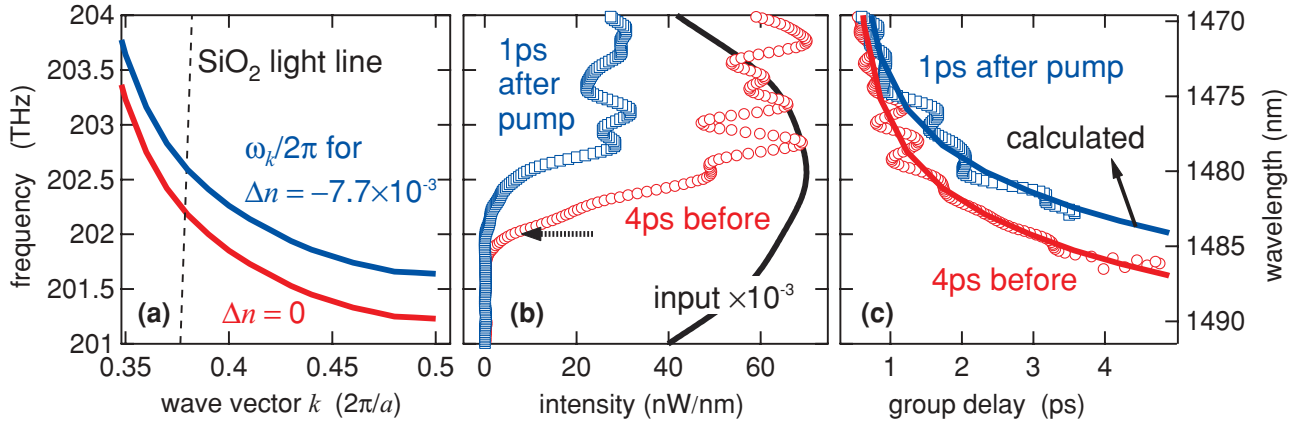 204
203.5
203
202.5
202
201.5
201
frequency (THz)
SiO₂ light line
ωₖ/2π for
Δn = −7.7×10⁻³
(a)
Δn = 0
0.35
0.4
0.45
0.5
wave vector k (2π/a)
1ps
after
pump
4ps before
(b)
input ×10⁻³
0
20
40
60
intensity (nW/nm)
1ps after pump
calculated
4ps before
(c)
1
2
3
4
group delay (ps)
1470
1475
1480
1485
1490
wavelength (nm)